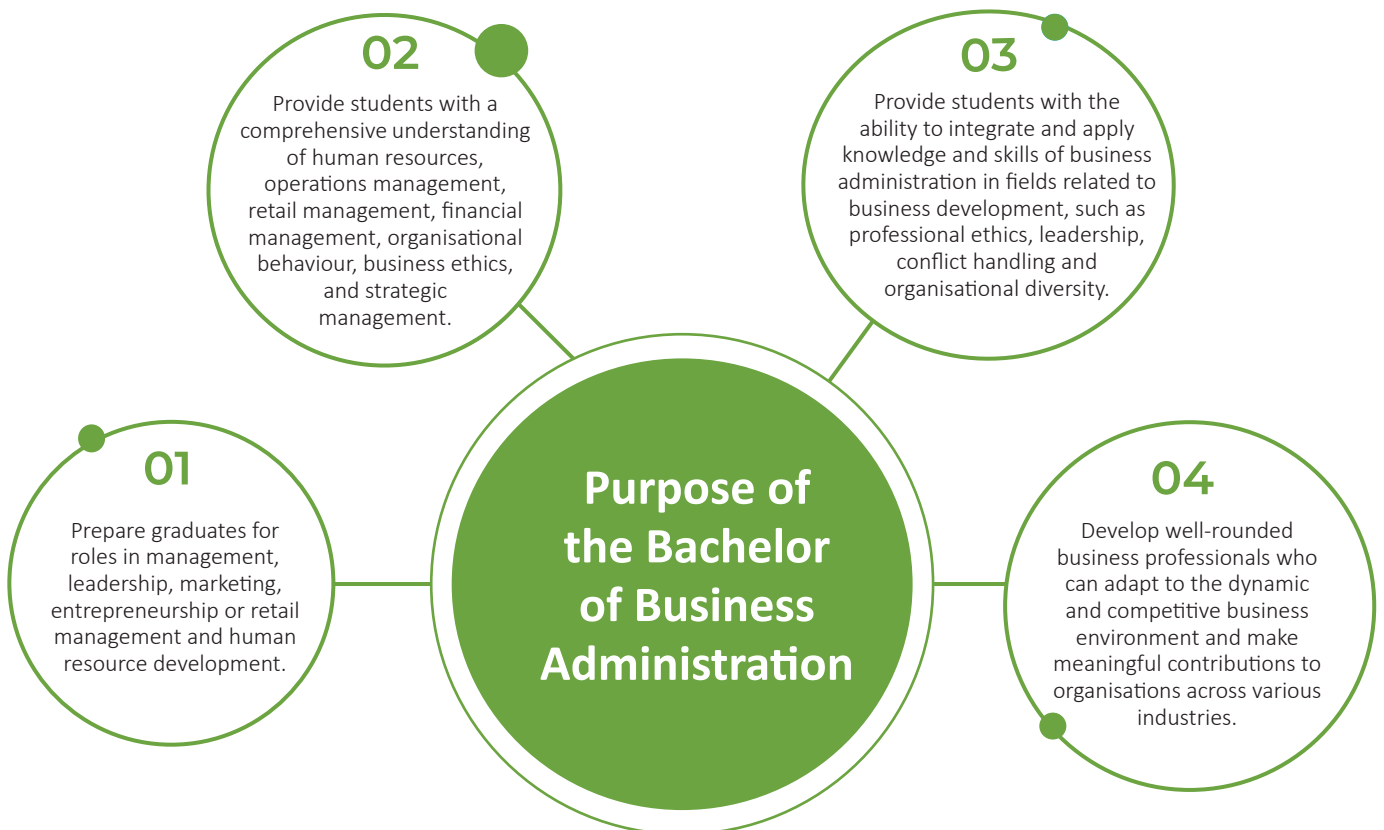 02
Provide students with a
comprehensive understanding
of human resources,
operations management,
retail management, financial
management, organisational
behaviour, business ethics,
and strategic
management.
03
Provide students with the
ability to integrate and apply
knowledge and skills of business
administration in fields related to
business development, such as
professional ethics, leadership,
conflict handling and
organisational diversity.
01
Prepare graduates for
roles in management,
leadership, marketing,
entrepreneurship or retail
management and human
resource development.
Purpose of
the Bachelor
of Business
Administration
04
Develop well-rounded
business professionals who
can adapt to the dynamic
and competitive business
environment and make
meaningful contributions to
organisations across various
industries.